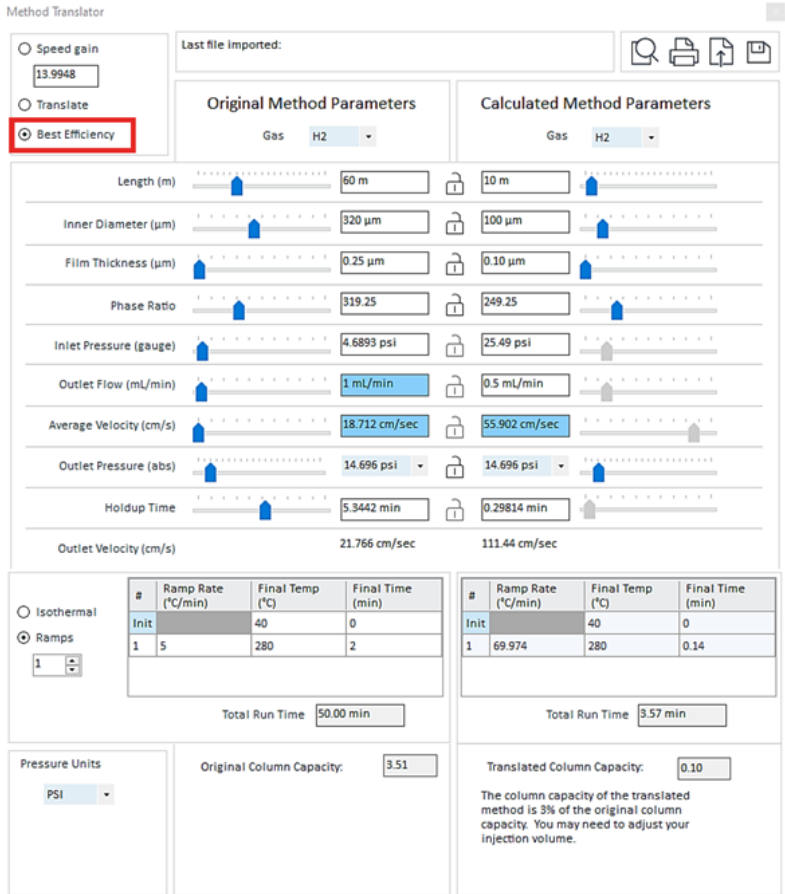 Method Translator
Speed gain
13.9948
Translate
Best Efficiency
Last file imported:
Original Method Parameters
Gas H2
Calculated Method Parameters
Gas H2
Length (m) 60 m 10 m
Inner Diameter (µm) 320 µm 100 µm
Film Thickness (µm) 0.25 µm 0.10 µm
Phase Ratio 319.25 249.25
Inlet Pressure (gauge) 4.6893 psi 25.49 psi
Outlet Flow (mL/min) 1 mL/min 0.5 mL/min
Average Velocity (cm/s) 18.712 cm/sec 55.902 cm/sec
Outlet Pressure (abs) 14.696 psi 14.696 psi
Holdup Time 5.3442 min 0.29814 min
Outlet Velocity (cm/s) 21.766 cm/sec 111.44 cm/sec
Isothermal
Ramps
1
# Ramp Rate (°C/min) Final Temp (°C) Final Time (min)
Init 40 0
1 5 280 2
Total Run Time 50.00 min
# Ramp Rate (°C/min) Final Temp (°C) Final Time (min)
Init 40 0
1 69.974 280 0.14
Total Run Time 3.57 min
Pressure Units
PSI
Original Column Capacity: 3.51
Translated Column Capacity: 0.10
The column capacity of the translated
method is 3% of the original column
capacity. You may need to adjust your
injection volume.